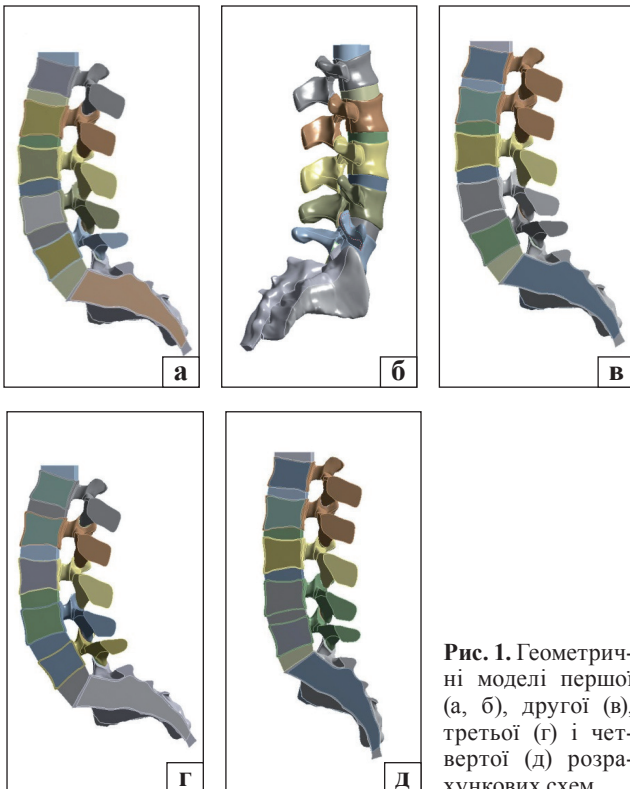 а
б
в
г
д
Рис. 1. Геометрич-
ні моделі першої
(а, б), другої (в),
третьої (г) і чет-
вертої (д) розра-
хункових схем